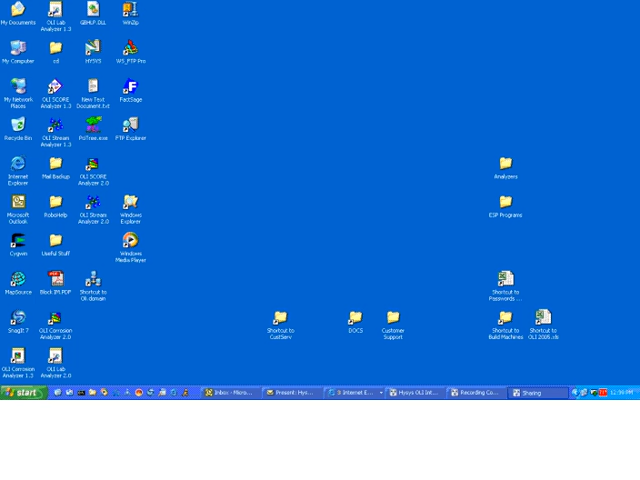 My Documents
OLI Lab
Analyzer 1.3
GBHLF.DLL
WinZip
My Computer
cd
HYSYS
WS_FTP Pro
My Network
Places
OLI SCORE
Analyzer 1.3
New Text
Document.txt
FactSage
Recycle Bin
OLI Stream
Analyzer 1.3
FTP Explorer
Internet
Explorer
Mail Backup
OLI SCORE
Analyzer 2.0
Analyzers
Microsoft
Outlook
RoboHelp
OLI Stream
Analyzer 2.0
Windows
Explorer
ESP Programs
Cygwin
Useful Stuff
Windows
Media Player
MapSource
Block IM.PDF
Shortcut to
Oli.domain
Shortcut to
Passwords ...
SnagIt 7
OLI Corrosion
Analyzer 2.0
Shortcut to
CustServ
DOCS
Customer
Support
Shortcut to
Build Machines
Shortcut to
OLI 2005.xls
OLI Corrosion
Analyzer 1.3
OLI Lab
Analyzer 2.0
start
Inbox - Micro...
Present: Hys...
3 Internet E...
Hysys OLI Int...
Recording Co...
Sharing